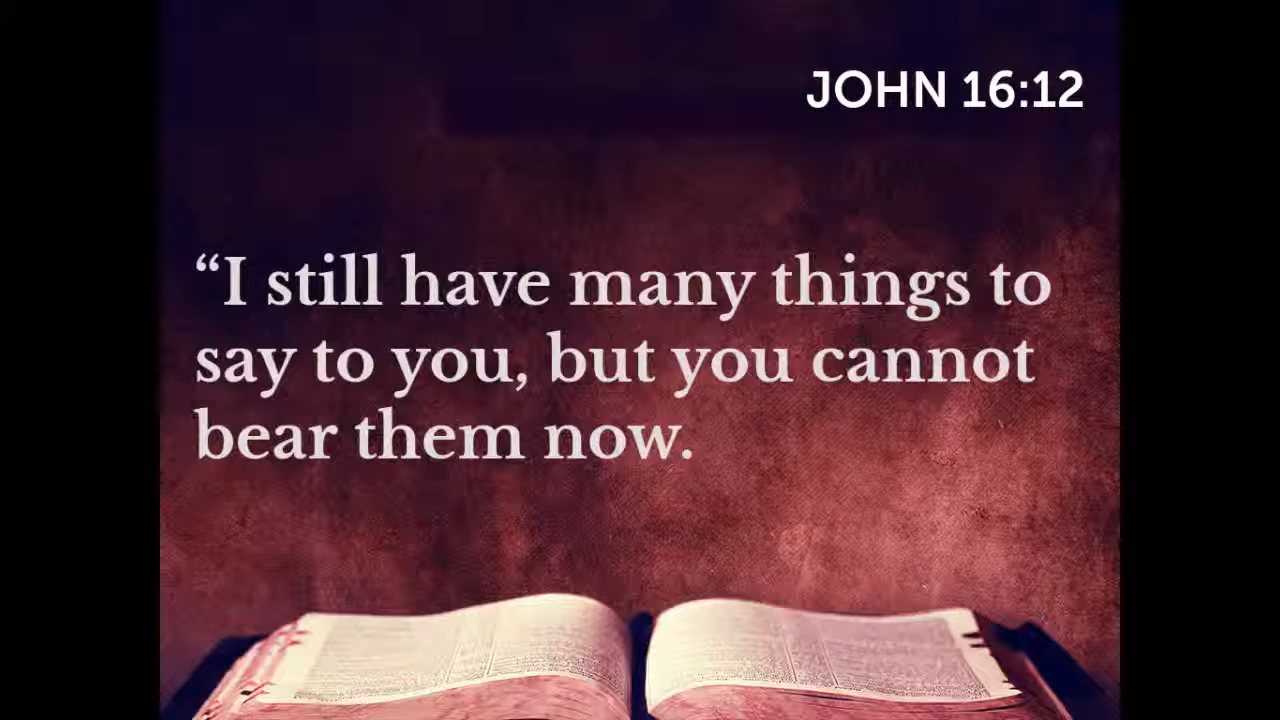 JOHN 16:12
“I still have many things to
say to you, but you cannot
bear them now.